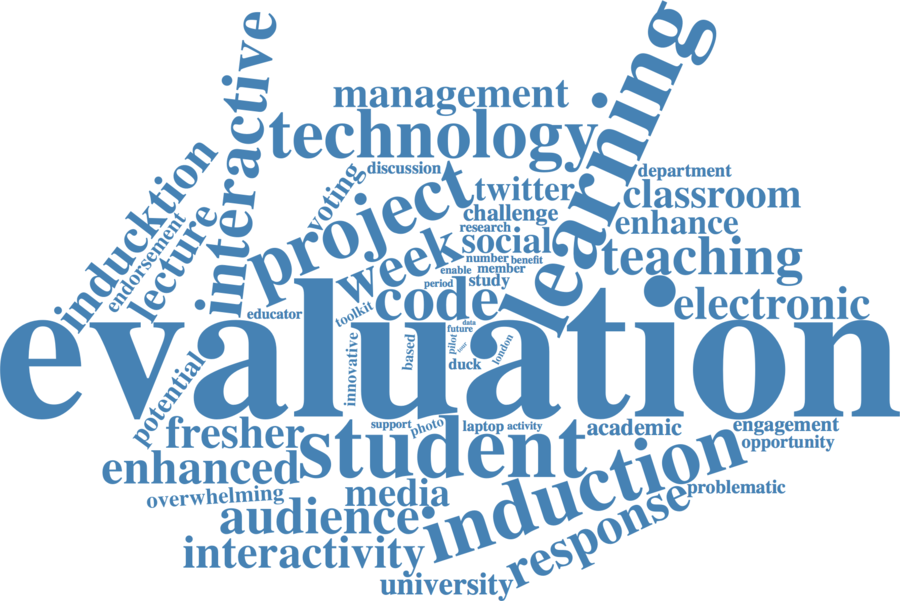 interactive
learning
management
technology
inducktion
discussion
department
voting
project
twitter
classroom
endorsement
lecture
challenge
enhance
research
week
social
number
benefit
teaching
enable
member
study
period
code
electronic
educator
toolkit
evaluation
data
future
innovative
based
pilot
london
duck
potential
support
photo
laptop
activity
academic
engagement
fresher
student
opportunity
enhanced
induction
overwhelming
media
response
problematic
audience
interactivity
university